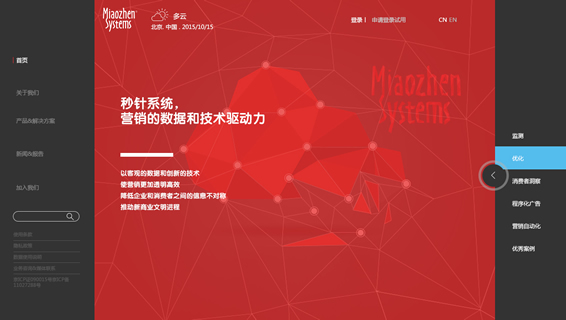 Miaozhen
Systems
多云
北京. 中国 . 2015/10/15
登录 | 申请登录试用
CN EN
首页
关于我们
产品&解决方案
新闻&报告
加入我们
Miaozhen
Systems
秒针系统，
营销的数据和技术驱动力
以客观的数据和创新的技术
使营销更加透明高效
降低企业和消费者之间的信息不对称
推动新商业文明进程
监测
优化
消费者洞察
程序化广告
营销自动化
优秀案例